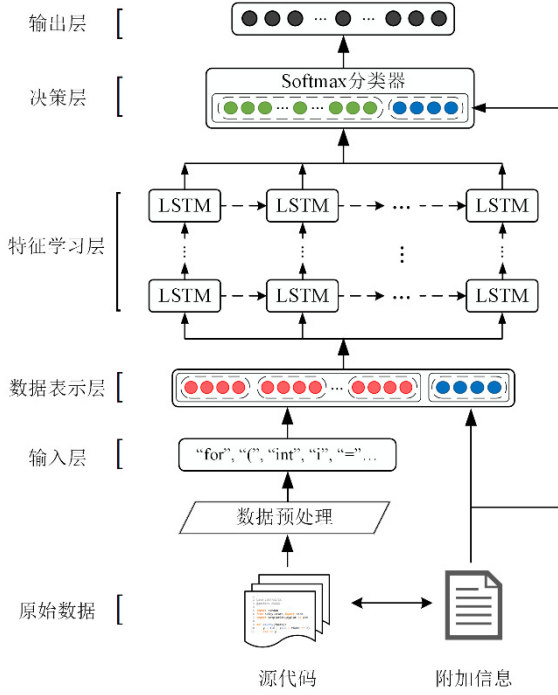 输出层
决策层
Softmax分类器
特征学习层
LSTM LSTM ... LSTM
LSTM LSTM ... LSTM
数据表示层
输入层
“for”, “(”, “int”, “i”, “=”...
数据预处理
原始数据
源代码
附加信息